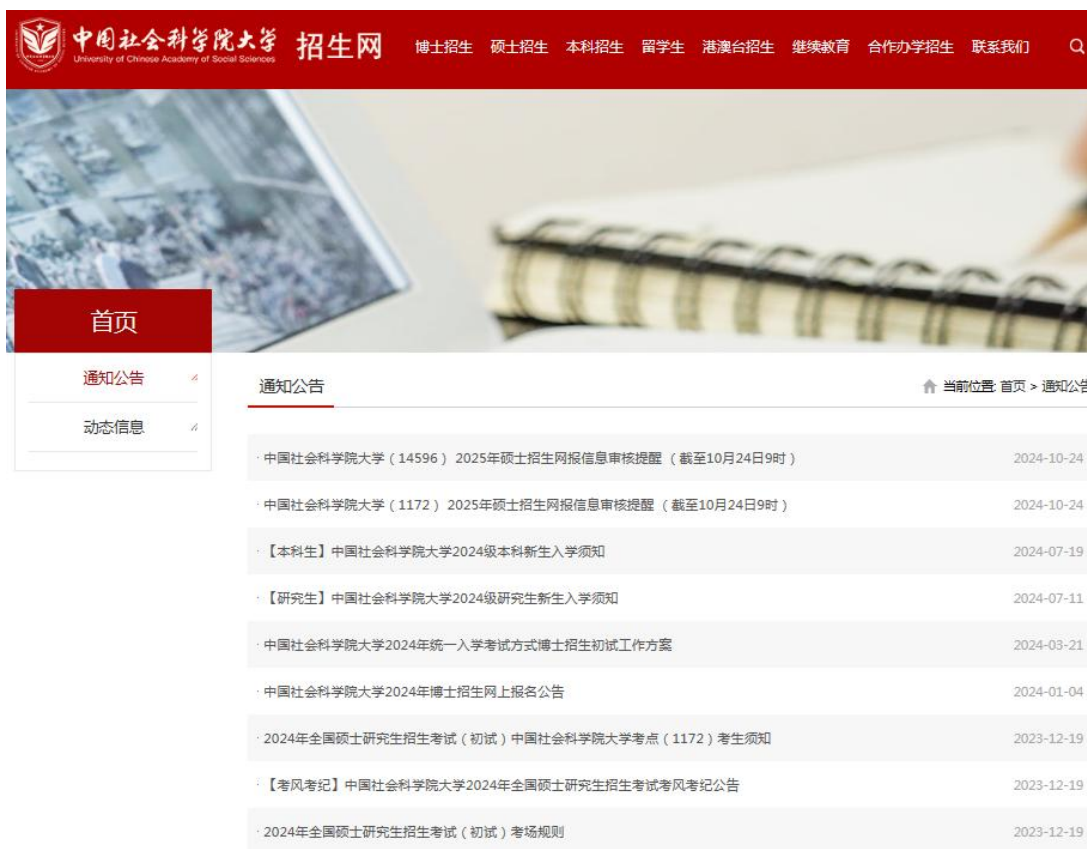 中国社会科学院大学 招生网 博士招生 硕士招生 本科招生 留学生 港澳台招生 继续教育 合作办学招生 联系我们
University of Chinese Academy of Social Sciences
首页
通知公告
动态信息
通知公告 当前位置: 首页 > 通知公告
· 中国社会科学院大学（14596） 2025年硕士招生网报信息审核提醒 （截至10月24日9时） 2024-10-24
· 中国社会科学院大学（1172） 2025年硕士招生网报信息审核提醒 （截至10月24日9时） 2024-10-24
· 【本科生】中国社会科学院大学2024级本科新生入学须知 2024-07-19
· 【研究生】中国社会科学院大学2024级研究生新生入学须知 2024-07-11
· 中国社会科学院大学2024年统一入学考试方式博士招生初试工作方案 2024-03-21
· 中国社会科学院大学2024年博士招生网上报名公告 2024-01-04
· 2024年全国硕士研究生招生考试（初试）中国社会科学院大学考点（1172）考生须知 2023-12-19
· 【考风考纪】中国社会科学院大学2024年全国硕士研究生招生考试考风考纪公告 2023-12-19
· 2024年全国硕士研究生招生考试（初试）考场规则 2023-12-19